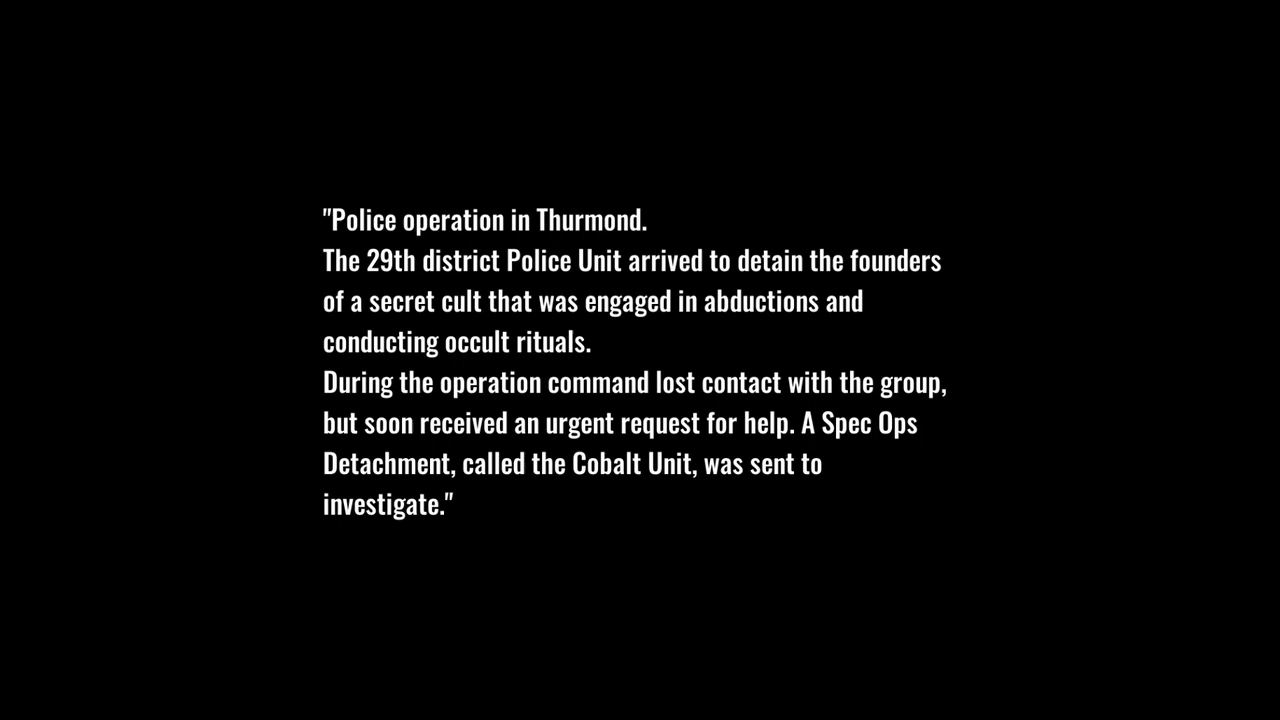 "Police operation in Thurmond.
The 29th district Police Unit arrived to detain the founders
of a secret cult that was engaged in abductions and
conducting occult rituals.
During the operation command lost contact with the group,
but soon received an urgent request for help. A Spec Ops
Detachment, called the Cobalt Unit, was sent to
investigate."